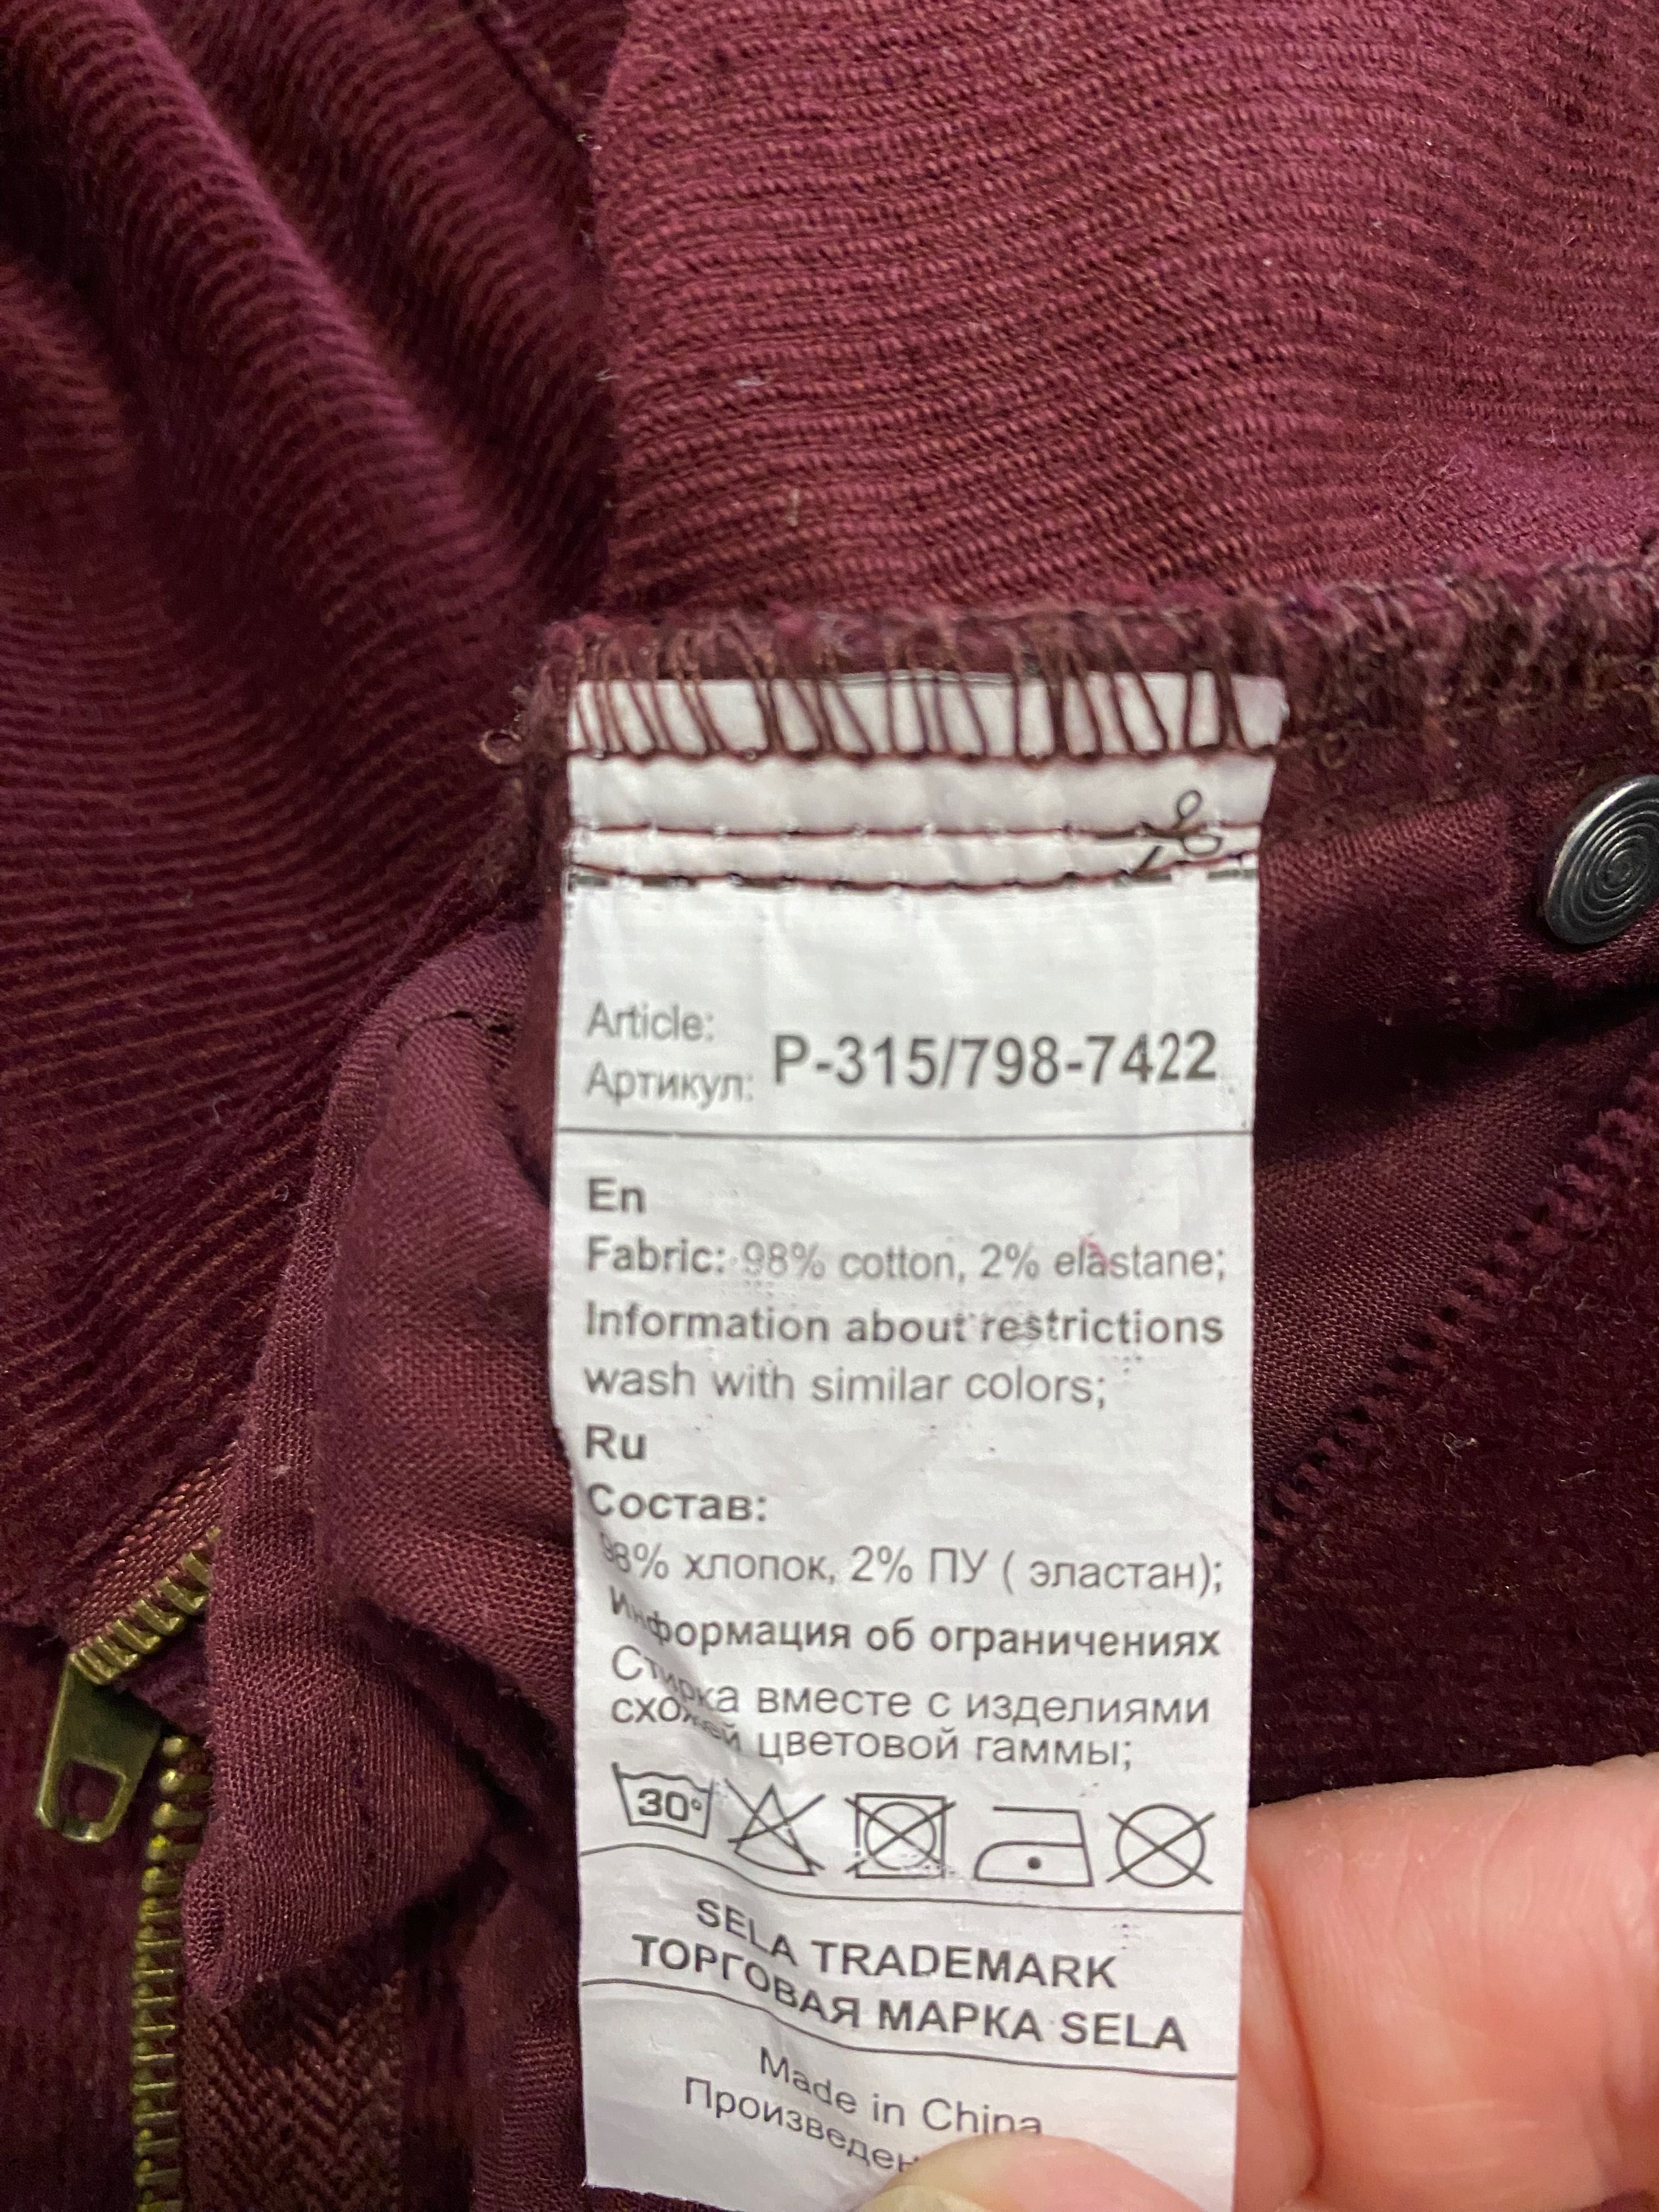 Article:
Артикул: P-315/798-7422
En
Fabric: 98% cotton, 2% elastane;
Information about restrictions
wash with similar colors;
Ru
Состав:
98% хлопок, 2% ПУ ( эластан);
Информация об ограничениях
Стирка вместе с изделиями
схожей цветовой гаммы;
30°
SELA TRADEMARK
ТОРГОВАЯ МАРКА SELA
Made in China